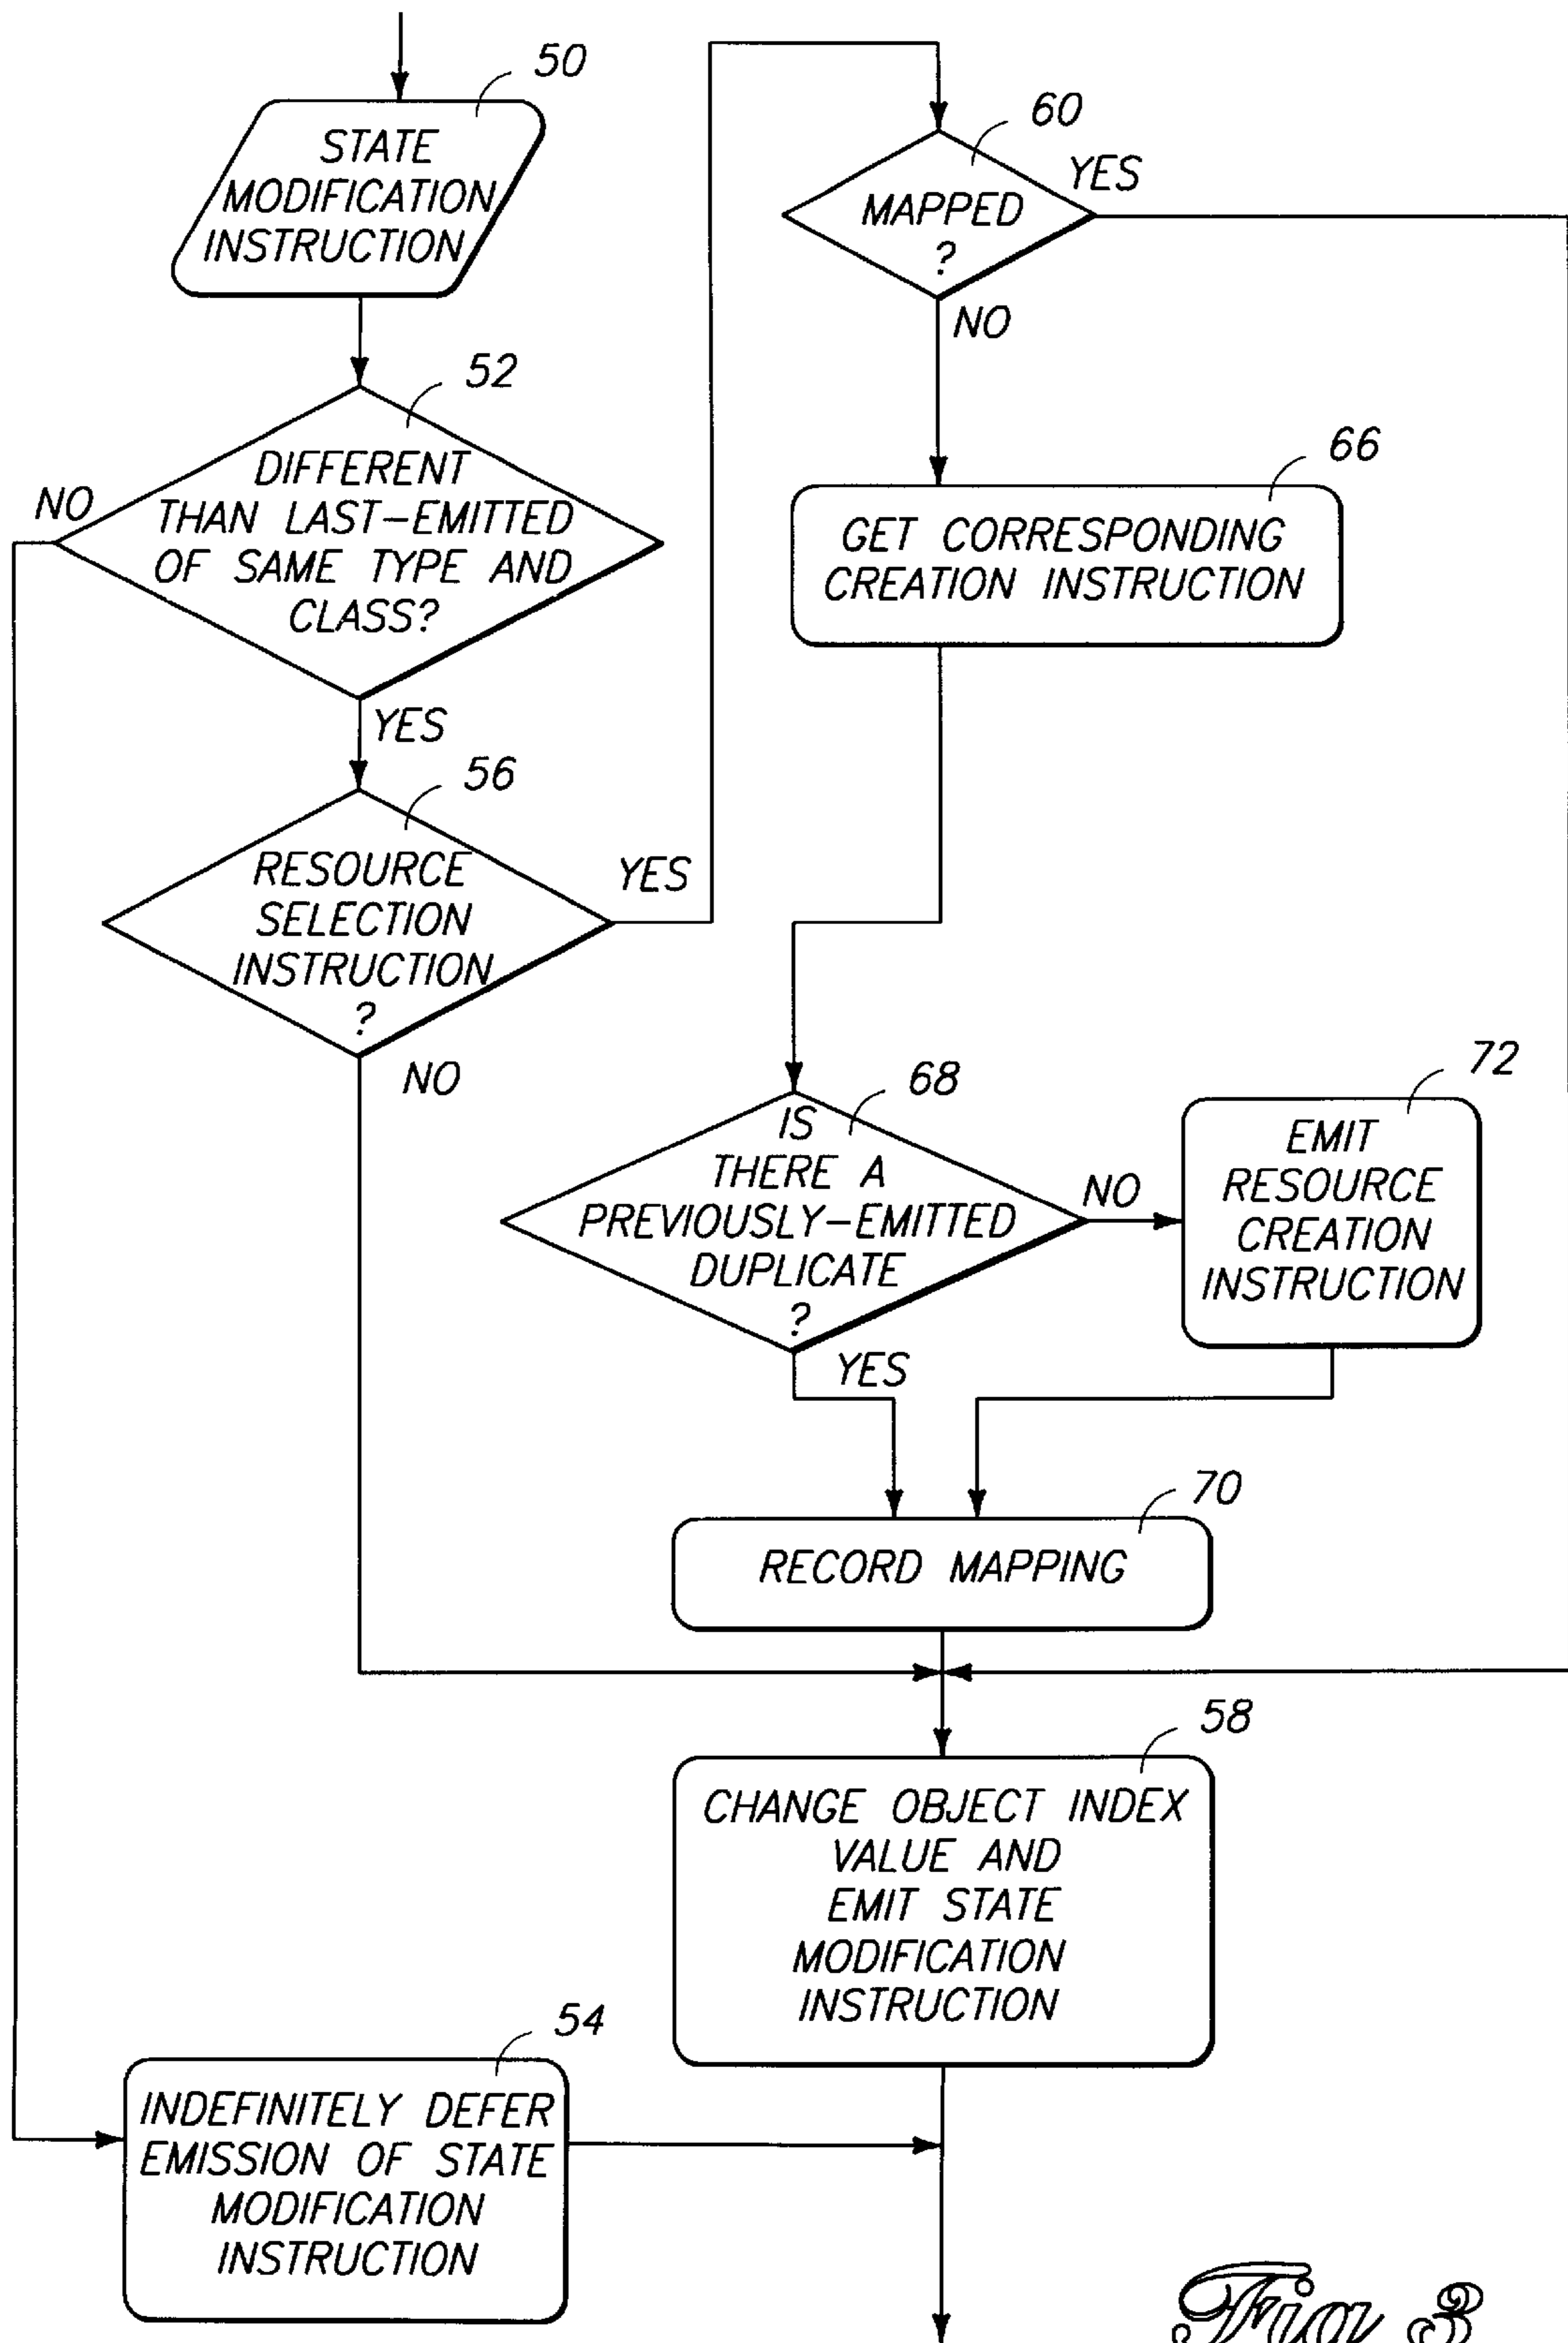 50
STATE
MODIFICATION
INSTRUCTION
52
DIFFERENT
THAN LAST-EMITTED
OF SAME TYPE AND
CLASS?
NO
YES
56
RESOURCE
SELECTION
INSTRUCTION
?
YES
NO
60
MAPPED
?
YES
NO
66
GET CORRESPONDING
CREATION INSTRUCTION
68
IS
THERE A
PREVIOUSLY-EMITTED
DUPLICATE
?
NO
YES
72
EMIT
RESOURCE
CREATION
INSTRUCTION
70
RECORD MAPPING
58
CHANGE OBJECT INDEX
VALUE AND
EMIT STATE
MODIFICATION
INSTRUCTION
54
INDEFINITELY DEFER
EMISSION OF STATE
MODIFICATION
INSTRUCTION
Fig 3